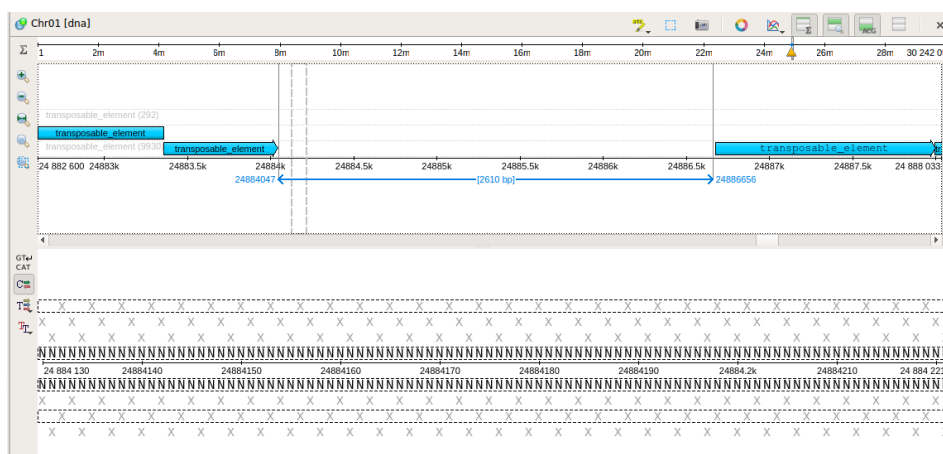 Chr01 [dna]
1 2m 4m 6m 8m 10m 12m 14m 16m 18m 20m 22m 24m 26m 28m 30 242 0
transposable_element (292)
transposable_element
transposable_element (9930)
transposable_element
transposable_element
24 882 600 24883k 24883.5k 24884k 24884.5k 24885k 24885.5k 24886k 24886.5k 24887k 24887.5k 24 888 033
24884047 [2610 bp] 24886656
GT
CAT
X X X X X X X X X X X X X X X X X X X X X X X X X X X X X X
X X X X X X X X X X X X X X X X X X X X X X X X X X X X X X X
X X X X X X X X X X X X X X X X X X X X X X X X X X X X X X
NNNNNNNNNNNNNNNNNNNNNNNNNNNNNNNNNNNNNNNNNNNNNNNNNNNNNNNNNNNNNNNNNNNNNNNNNNNNNNNNNNNNNNNNNNN
24 884 130 24884140 24884150 24884160 24884170 24884180 24884190 24884.2k 24884210 24 884 221
NNNNNNNNNNNNNNNNNNNNNNNNNNNNNNNNNNNNNNNNNNNNNNNNNNNNNNNNNNNNNNNNNNNNNNNNNNNNNNNNNNNNNNNNNNN
X X X X X X X X X X X X X X X X X X X X X X X X X X X X X X X
X X X X X X X X X X X X X X X X X X X X X X X X X X X X X X
X X X X X X X X X X X X X X X X X X X X X X X X X X X X X X